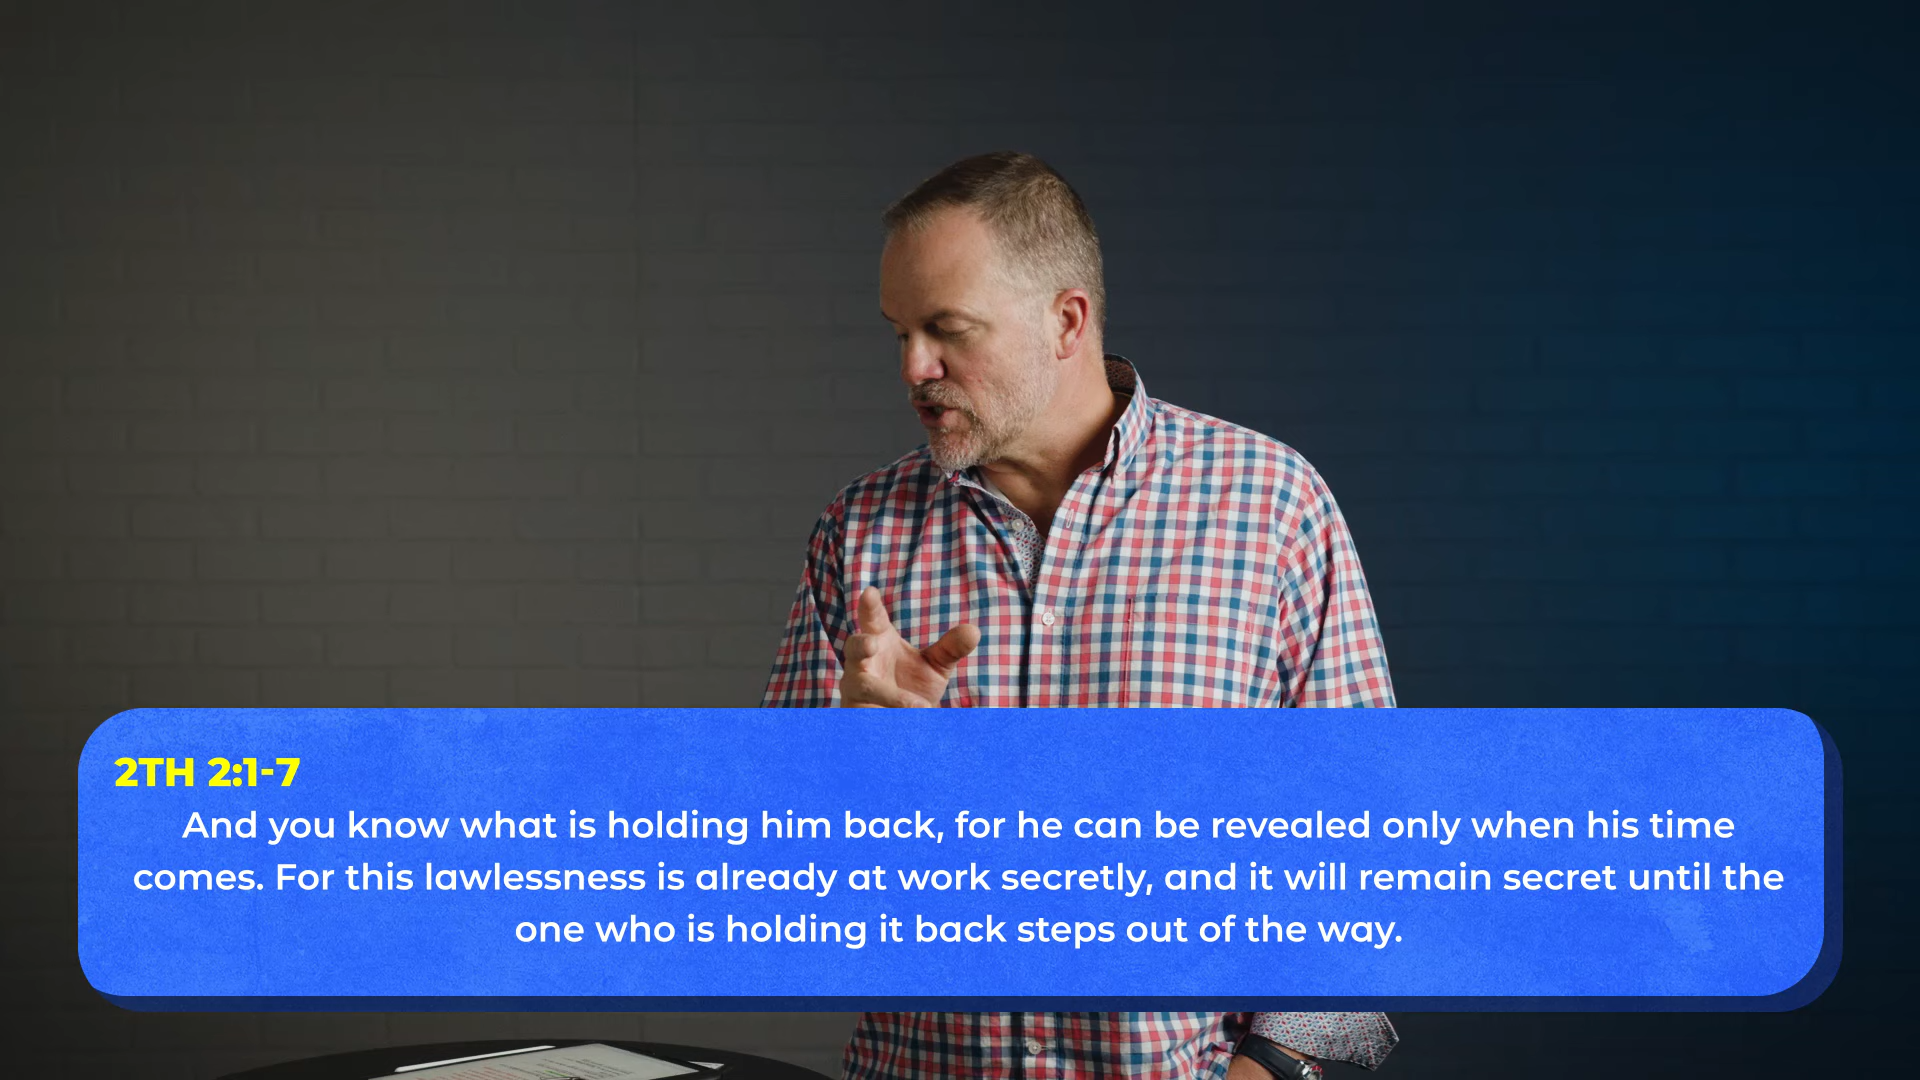 2TH 2:1-7
And you know what is holding him back, for he can be revealed only when his time
comes. For this lawlessness is already at work secretly, and it will remain secret until the
one who is holding it back steps out of the way.